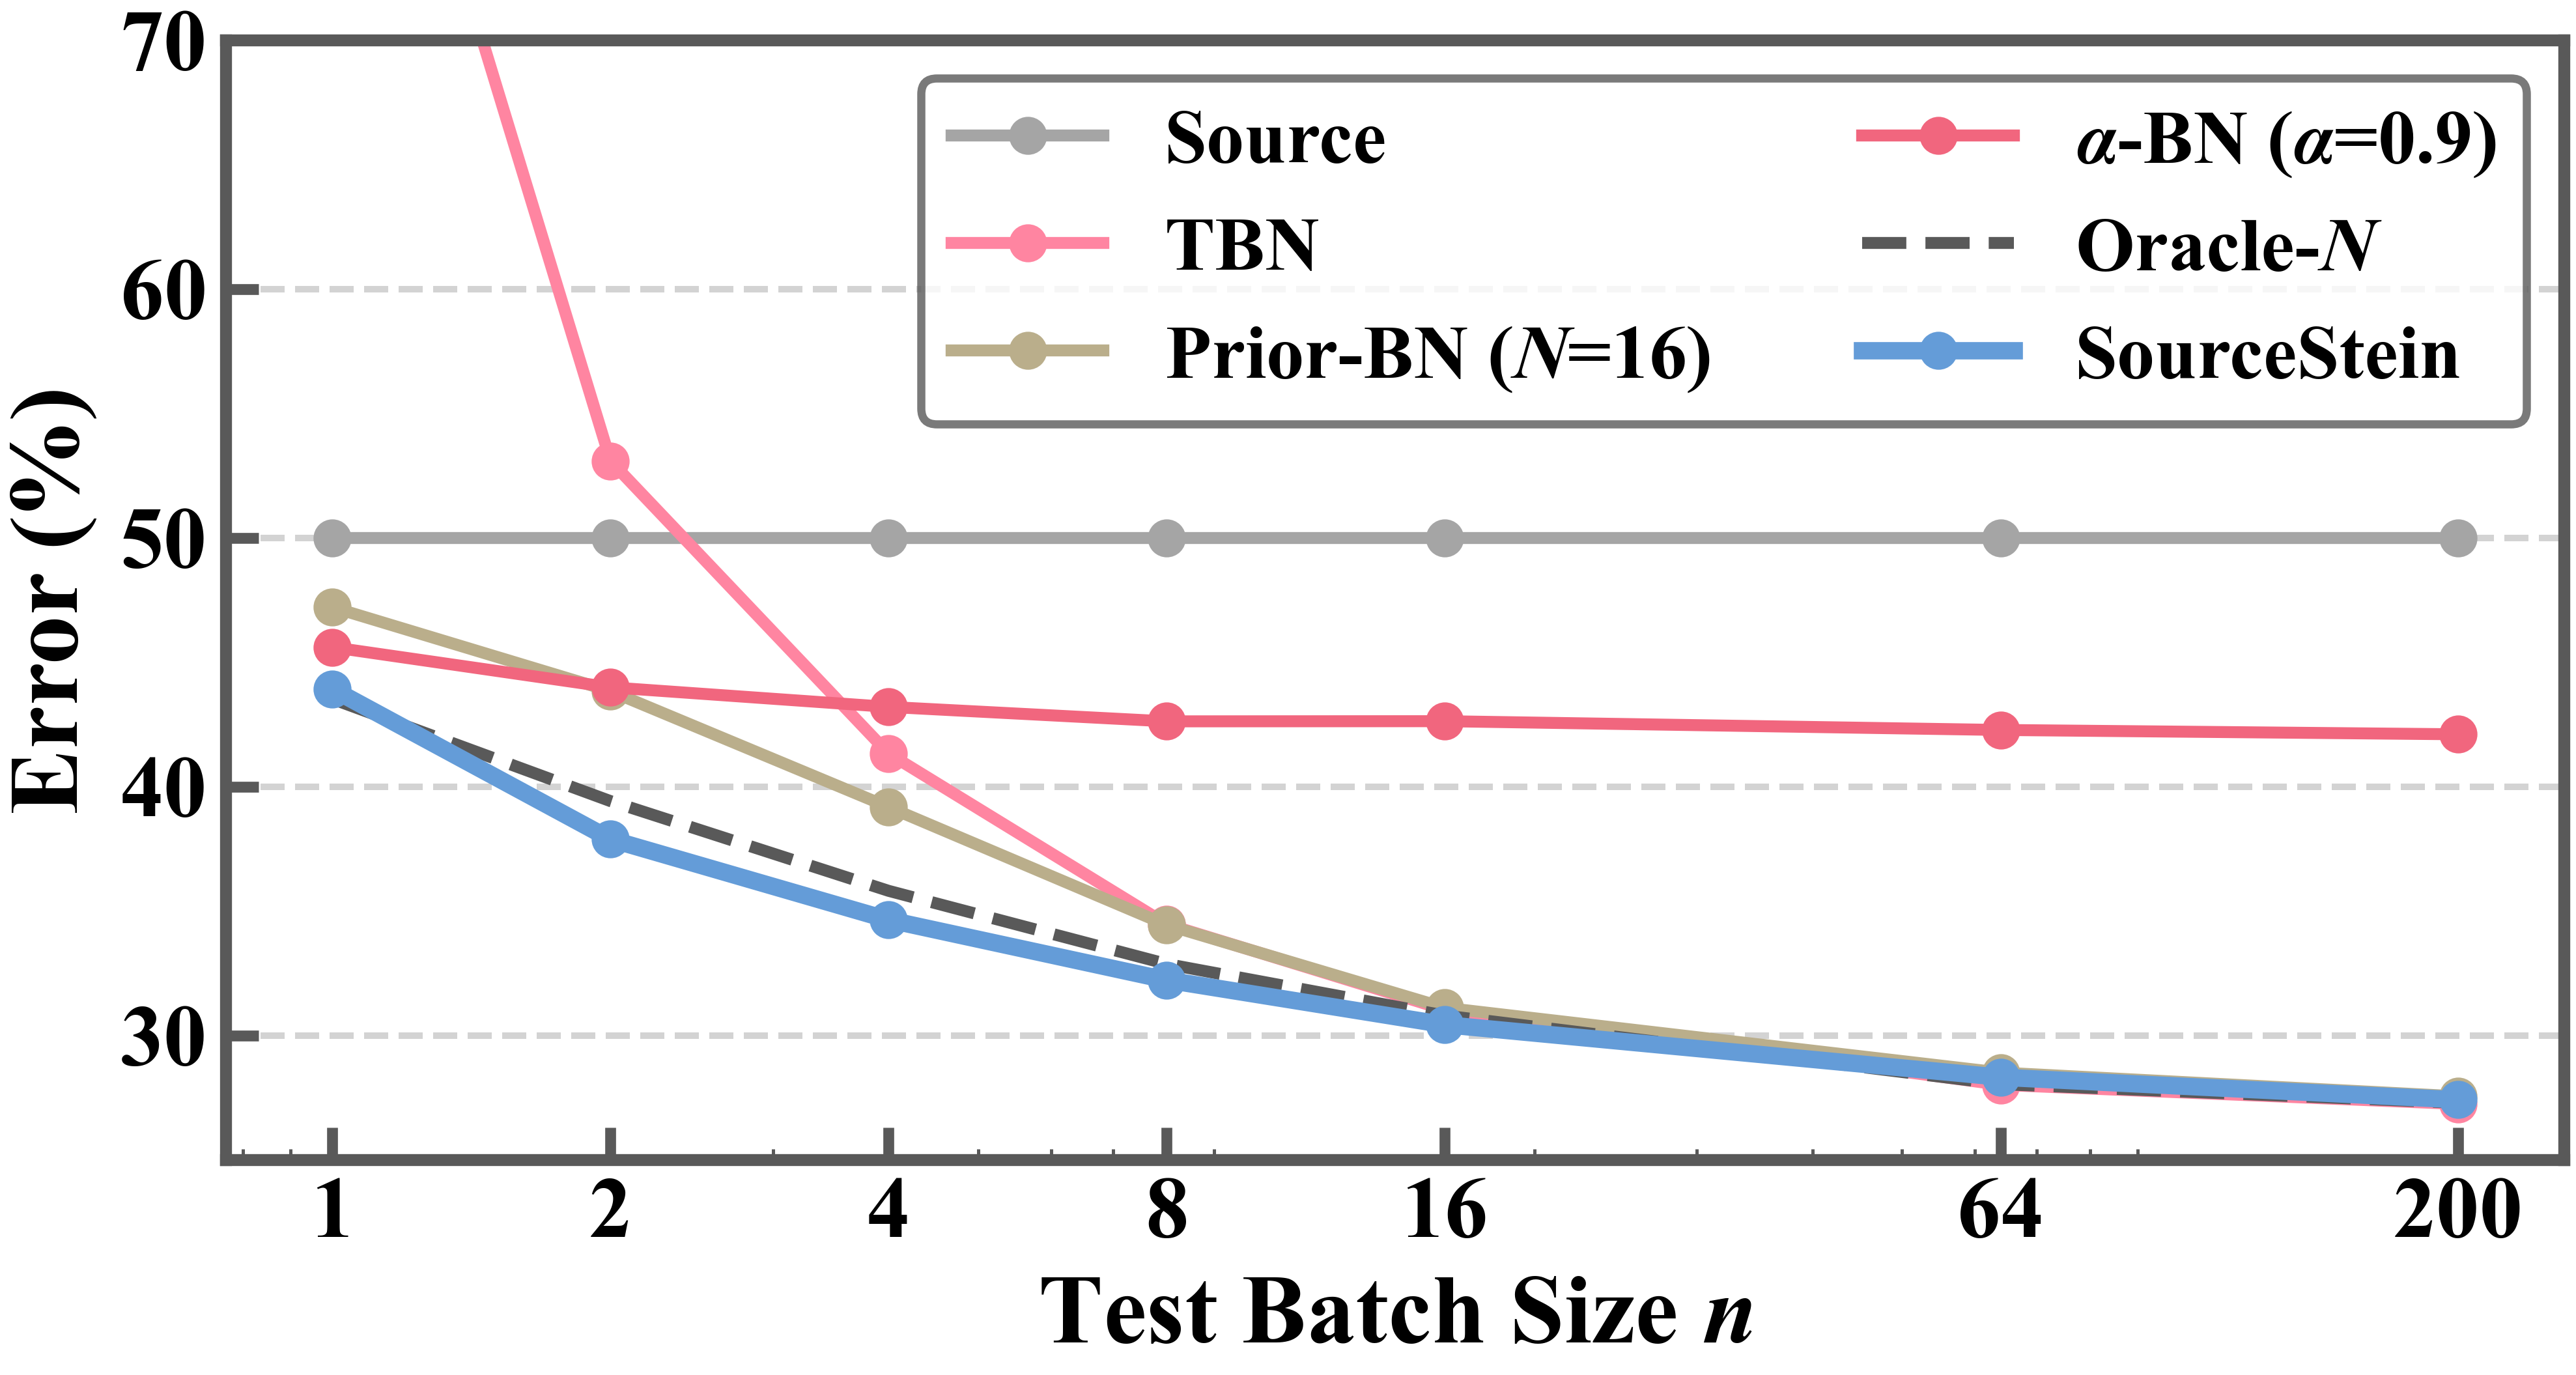 70
60
50
40
30
Error (%)
Source
TBN
Prior-BN (N=16)
α-BN (α=0.9)
Oracle-N
SourceStein
1 2 4 8 16 64 200
Test Batch Size n